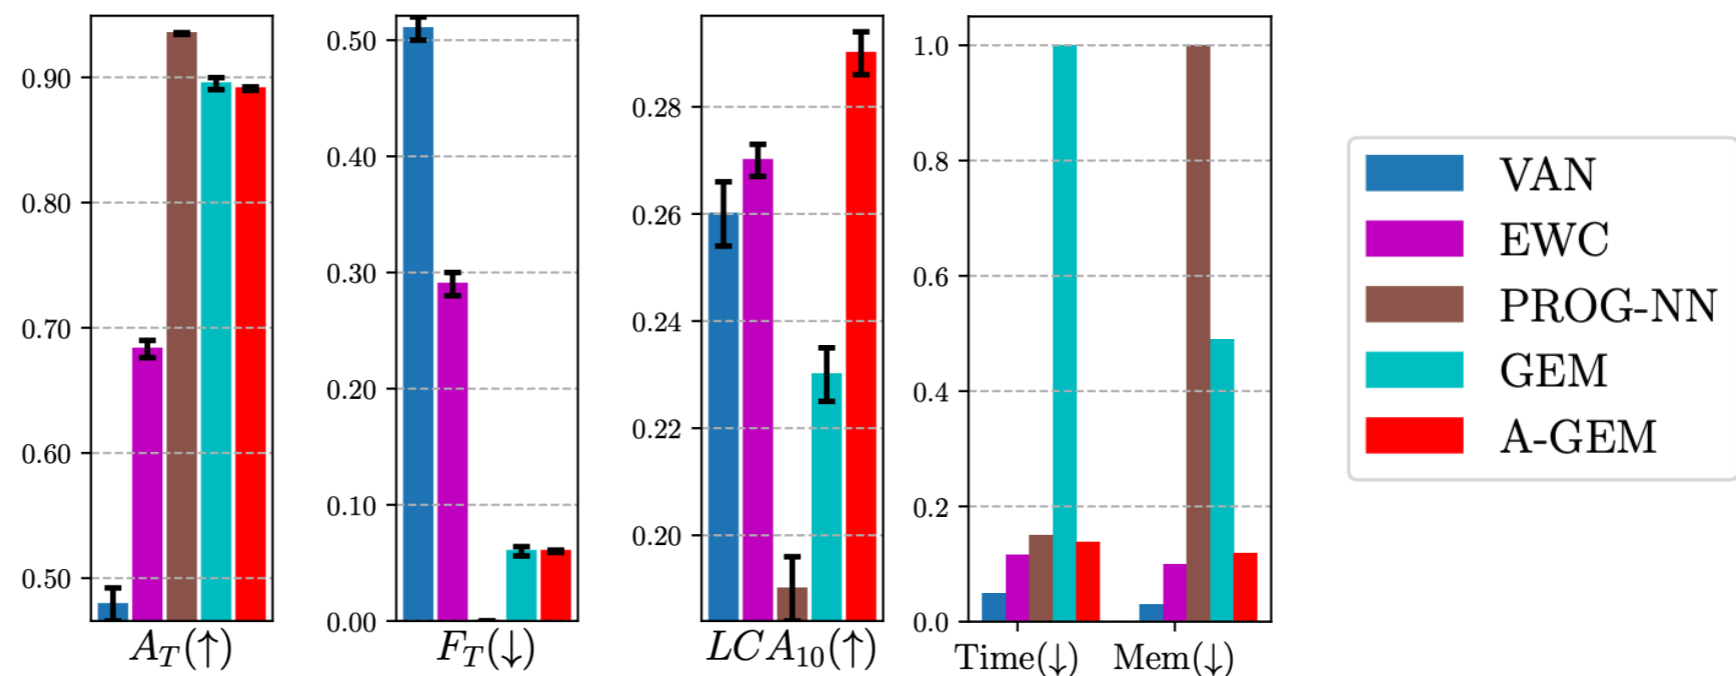 0.90
0.80
0.70
0.60
0.50
A_T(↑)
0.50
0.40
0.30
0.20
0.10
0.00
F_T(↓)
0.28
0.26
0.24
0.22
0.20
LCA_10(↑)
1.0
0.8
0.6
0.4
0.2
0.0
Time(↓) Mem(↓)
VAN
EWC
PROG-NN
GEM
A-GEM